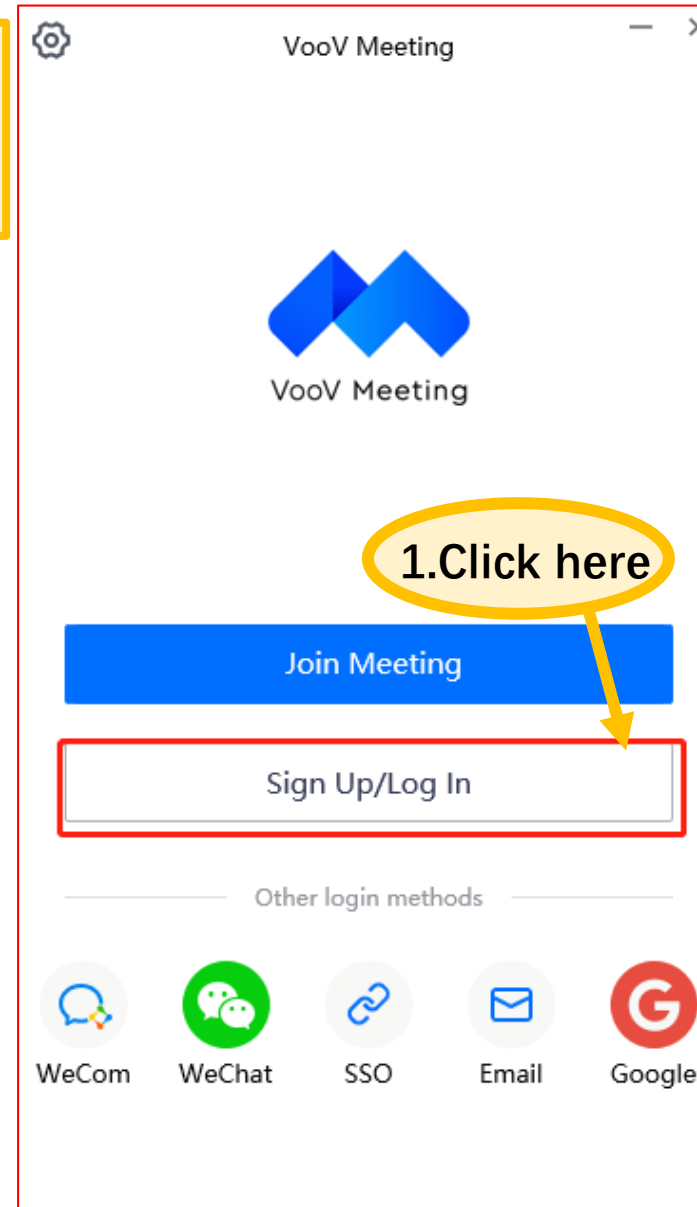 VooV Meeting
VooV Meeting
1.Click here
Join Meeting
Sign Up/Log In
Other login methods
WeCom WeChat SSO Email Google